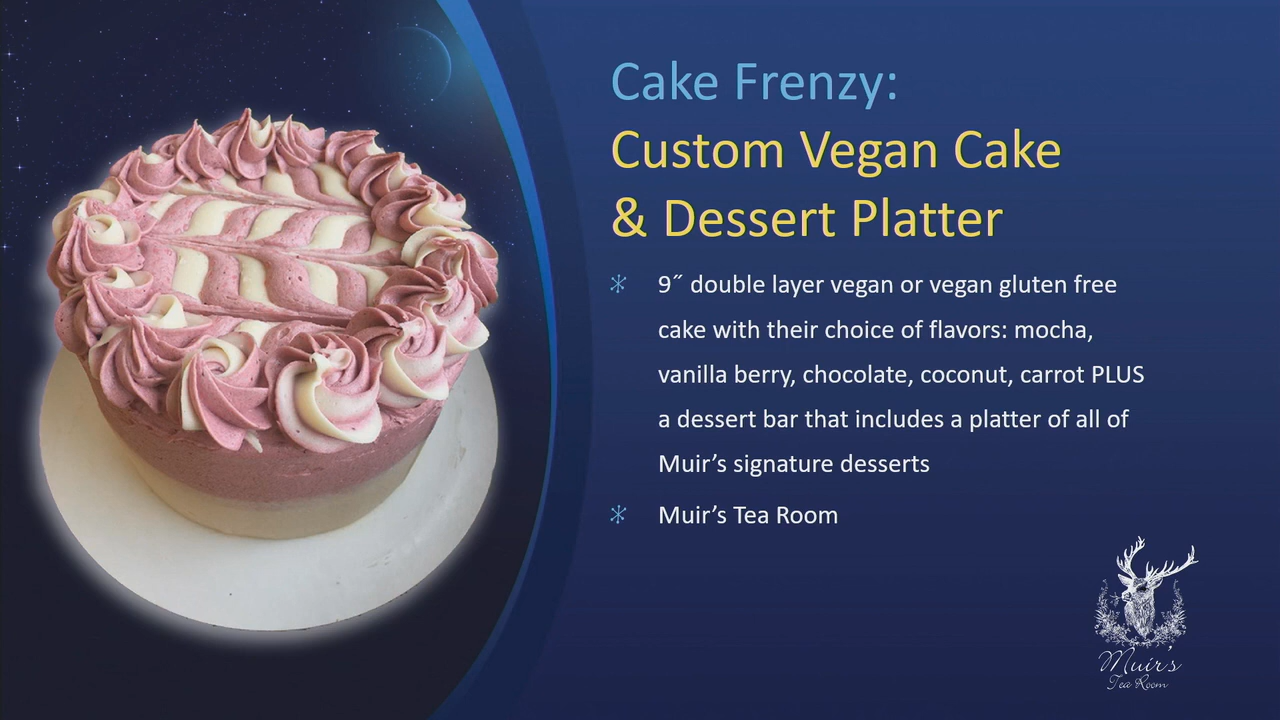 Cake Frenzy:
Custom Vegan Cake
& Dessert Platter
9˝ double layer vegan or vegan gluten free
cake with their choice of flavors: mocha,
vanilla berry, chocolate, coconut, carrot PLUS
a dessert bar that includes a platter of all of
Muir’s signature desserts
Muir’s Tea Room
Muir's
Tea Room